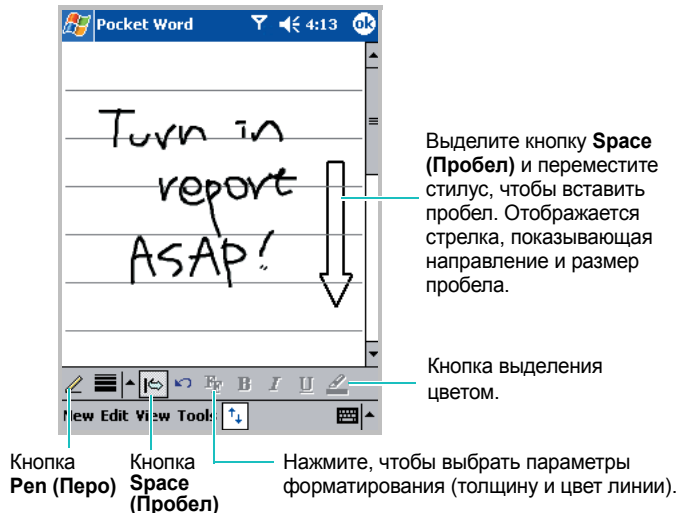 Pocket Word 4:13 ok
Turn in
report
ASAP!
Выделите кнопку Space
(Пробел) и переместите
стилус, чтобы вставить
пробел. Отображается
стрелка, показывающая
направление и размер
пробела.
B I U
Кнопка выделения
цветом.
New Edit View Tools
Кнопка
Pen (Перо)
Кнопка
Space
(Пробел)
Нажмите, чтобы выбрать параметры
форматирования (толщину и цвет линии).